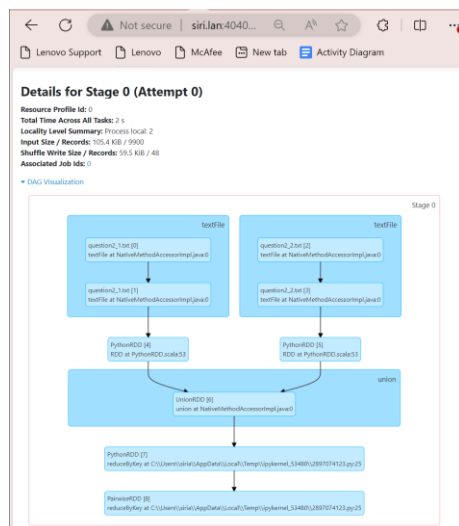 Not secure | siri.lan:4040...
Lenovo Support Lenovo McAfee New tab Activity Diagram
Details for Stage 0 (Attempt 0)
Resource Profile Id: 0
Total Time Across All Tasks: 2 s
Locality Level Summary: Process local: 2
Input Size / Records: 105.4 KiB / 9900
Shuffle Write Size / Records: 59.5 KiB / 48
Associated Job Ids: 0
DAG Visualization
Stage 0
textFile
question2_1.txt [0]
textFile at NativeMethodAccessorImpl.java:0
question2_1.txt [1]
textFile at NativeMethodAccessorImpl.java:0
textFile
question2_2.txt [2]
textFile at NativeMethodAccessorImpl.java:0
question2_2.txt [3]
textFile at NativeMethodAccessorImpl.java:0
PythonRDD [4]
RDD at PythonRDD.scala:53
PythonRDD [5]
RDD at PythonRDD.scala:53
union
UnionRDD [6]
union at NativeMethodAccessorImpl.java:0
PythonRDD [7]
reduceByKey at C:\\Users\\siria\\AppData\\Local\\Temp\\ipykernel_53480\\2897074123.py:25
PairwiseRDD [8]
reduceByKey at C:\\Users\\siria\\AppData\\Local\\Temp\\ipykernel_53480\\2897074123.py:25